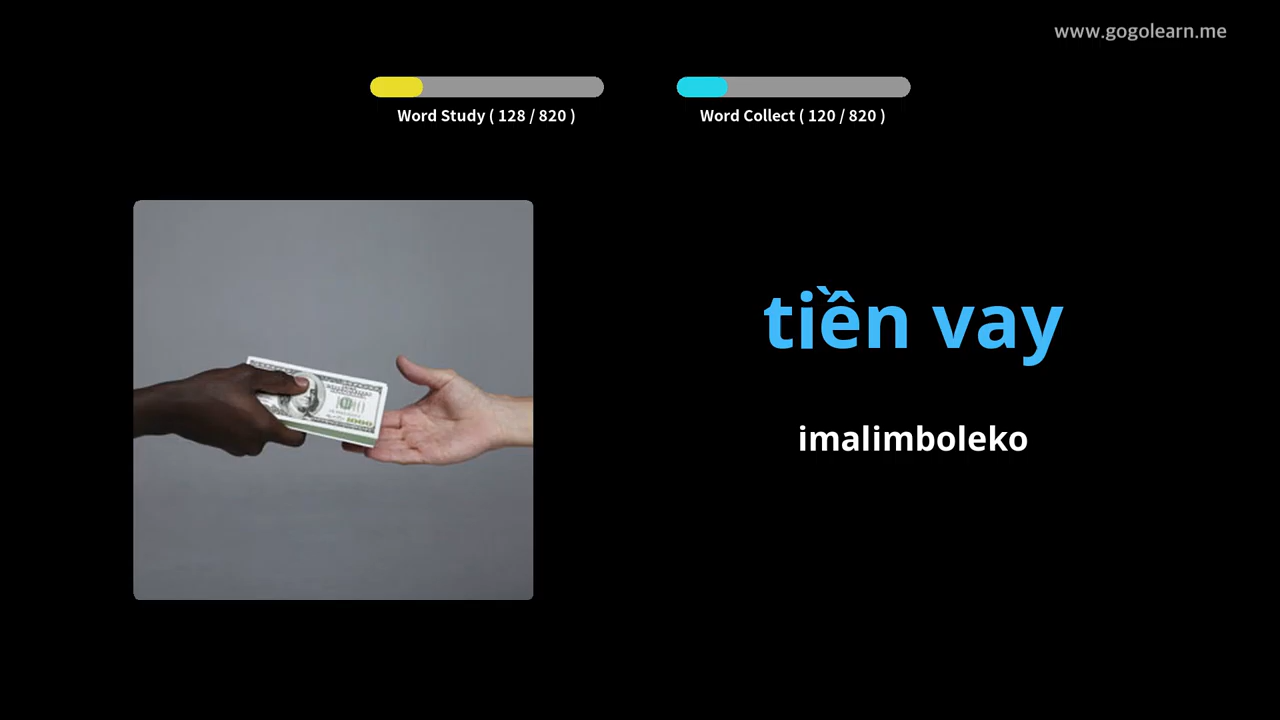 www.gogolearn.me
Word Study ( 128 / 820 )
Word Collect ( 120 / 820 )
tiền vay
imalimboleko